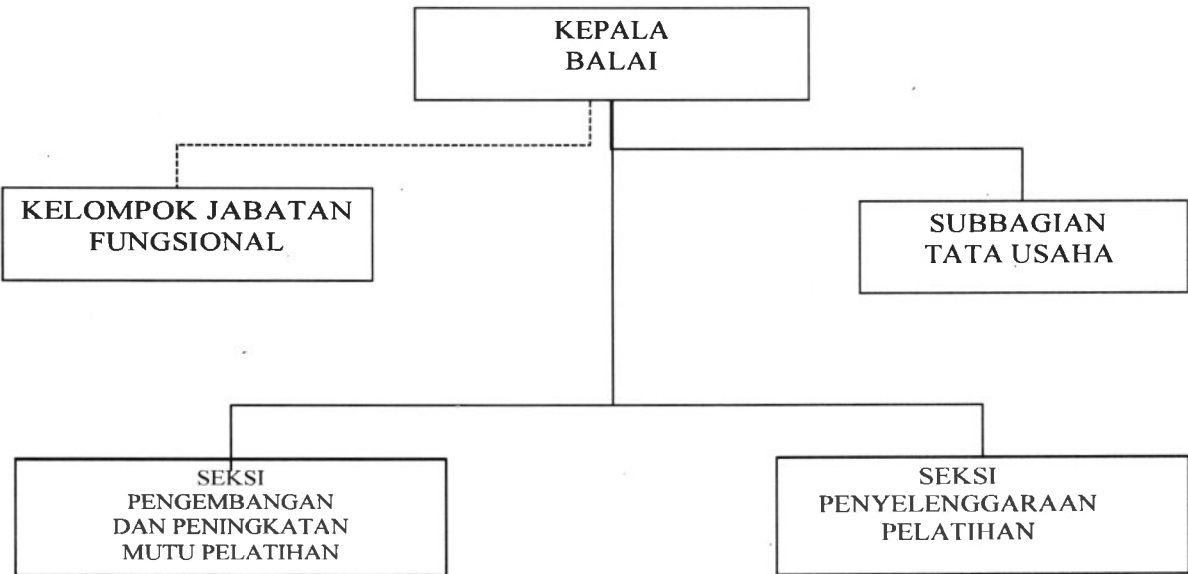 KEPALA
BALAI
KELOMPOK JABATAN
FUNGSIONAL
SUBBAGIAN
TATA USAHA
SEKSI
PENGEMBANGAN
DAN PENINGKATAN
MUTU PELATIHAN
SEKSI
PENYELENGGARAAN
PELATIHAN